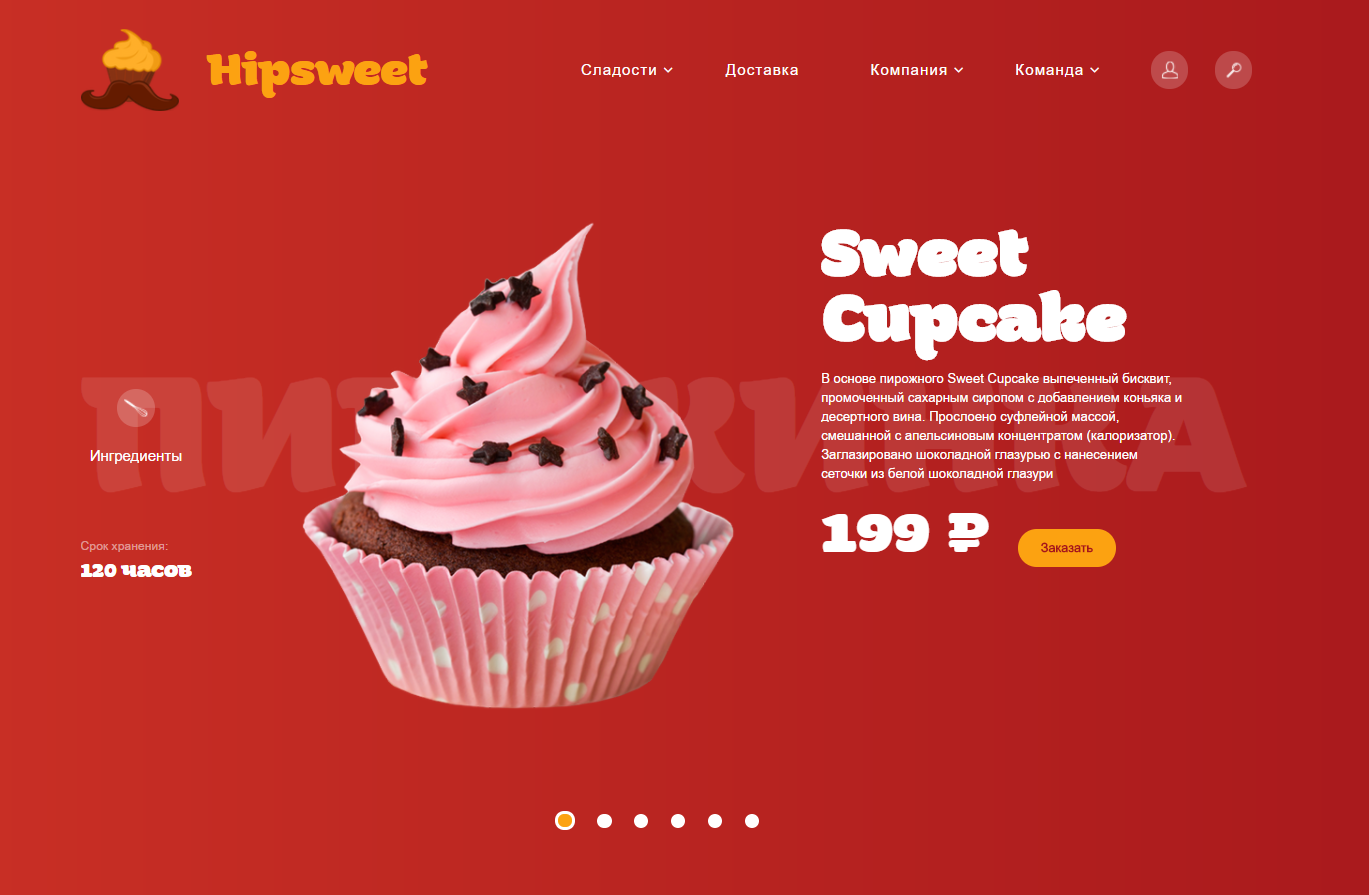 Hipsweet
Сладости
Доставка
Компания
Команда
Sweet
Cupcake
В основе пирожного Sweet Cupcake выпеченный бисквит,
промоченный сахарным сиропом с добавлением коньяка и
десертного вина. Прослоено суфлейной массой,
смешанной с апельсиновым концентратом (калоризатор).
Заглазировано шоколадной глазурью с нанесением
сеточки из белой шоколадной глазури
199 ₽
Заказать
Ингредиенты
Срок хранения:
120 часов